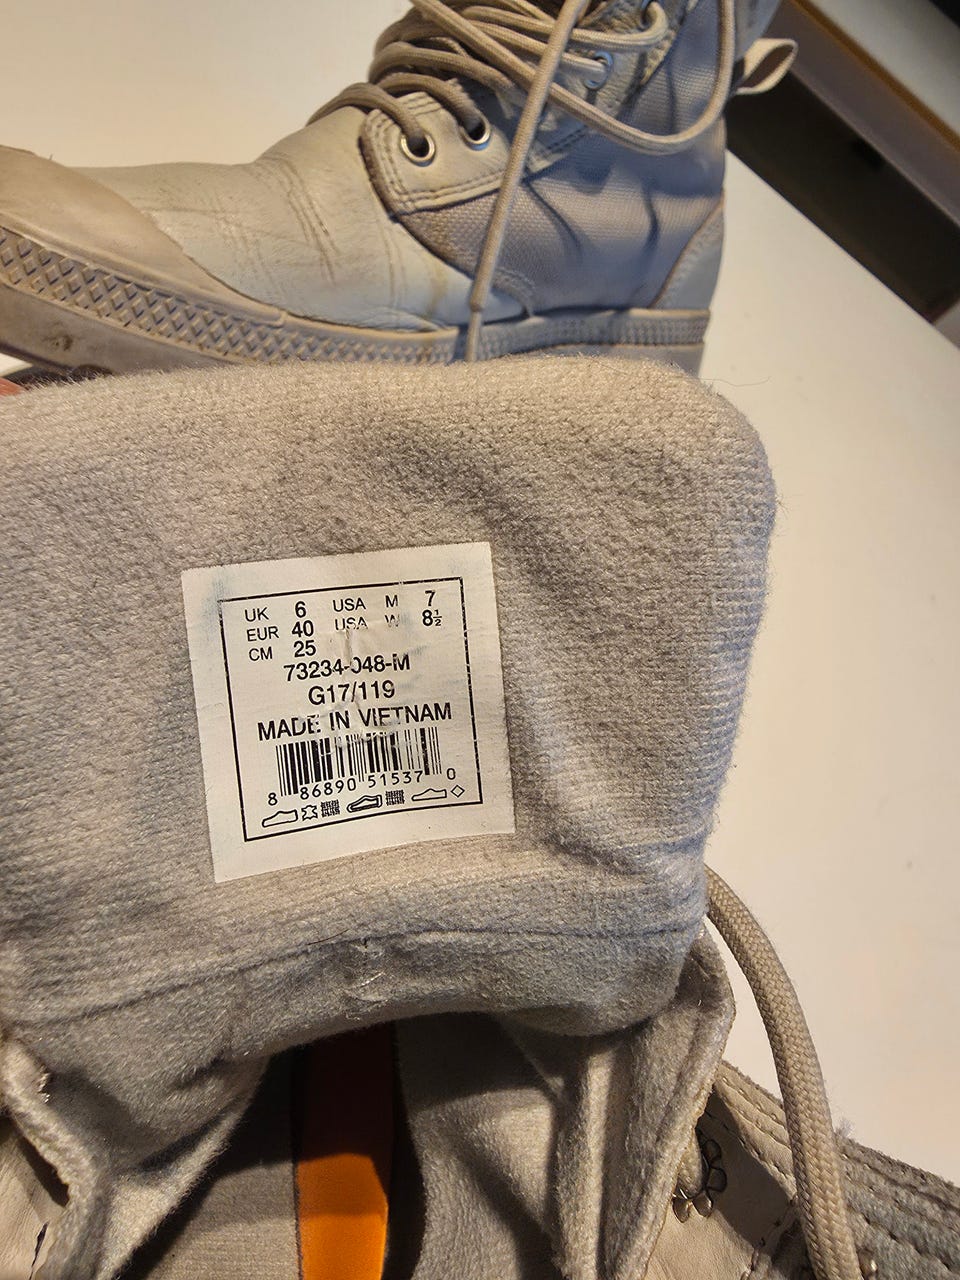 UK 6 USA M 7
EUR 40 USA W 8½
CM 25
73234-048-M
G17/119
MADE IN VIETNAM
8 86890 51537 0